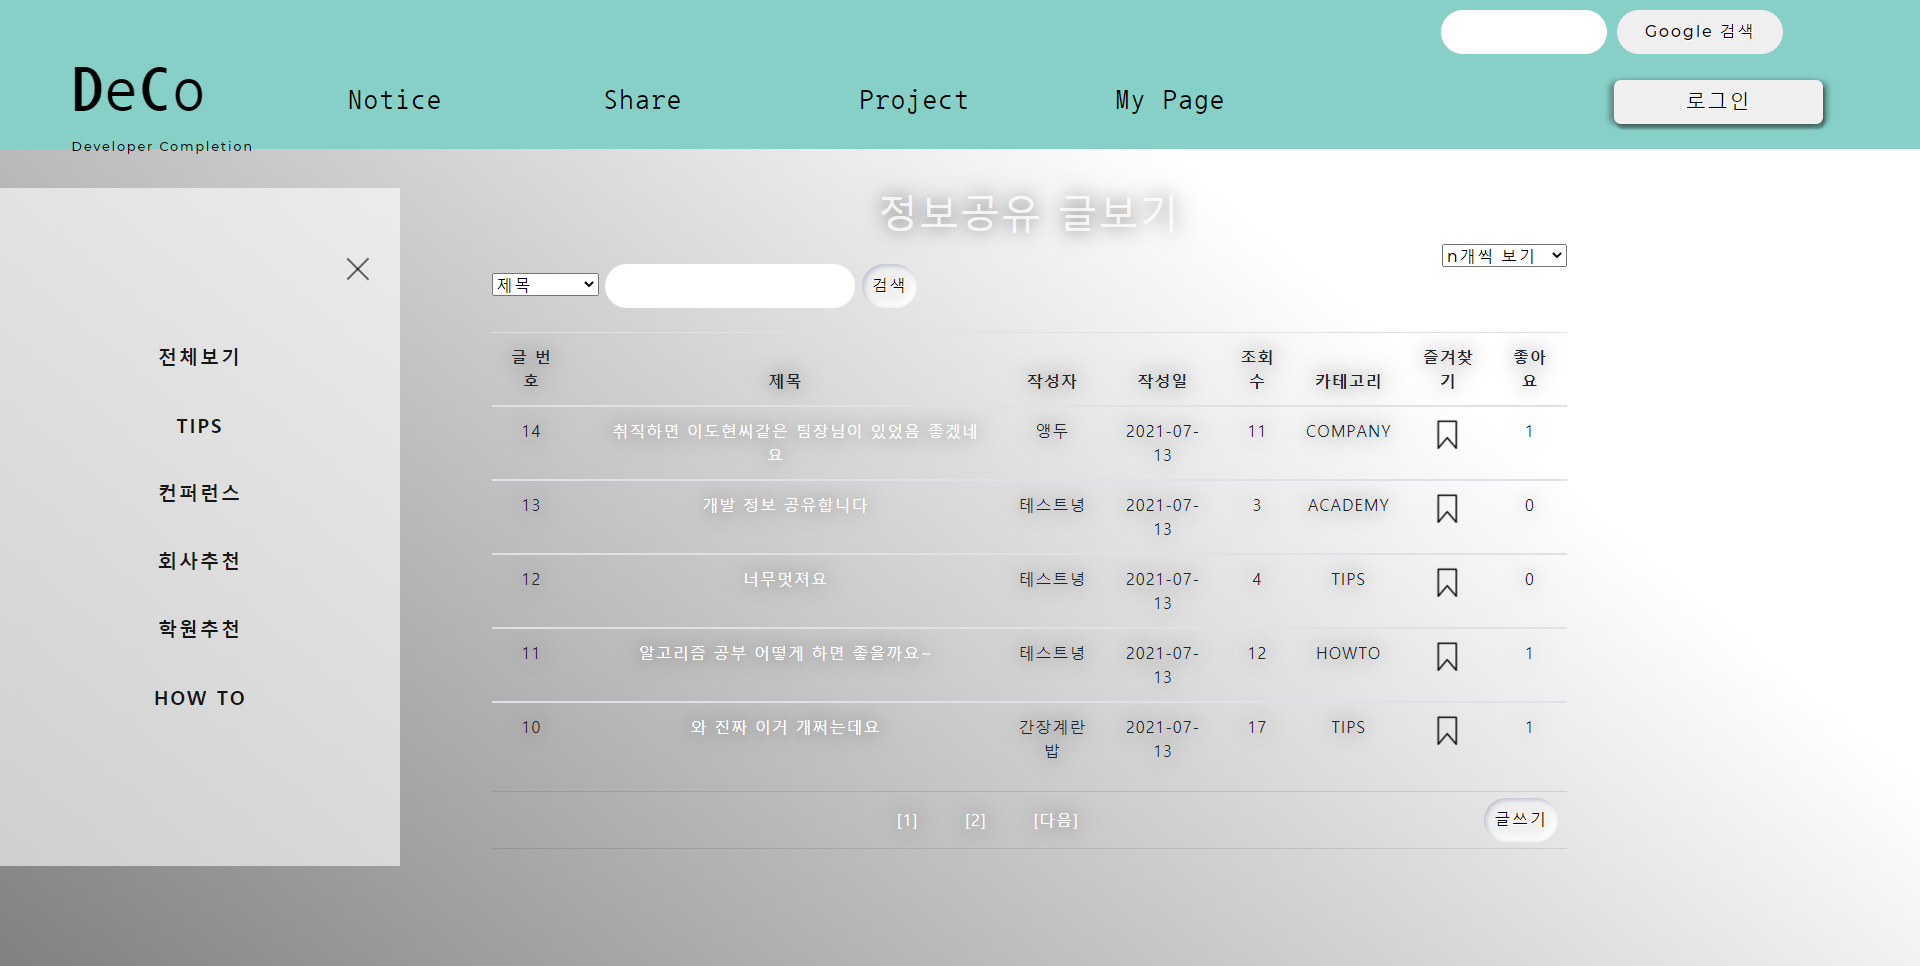 Google 검색
DeCo
Notice
Share
Project
My Page
로그인
Developer Completion
정보공유 글보기
n개씩 보기
제목
검색
전체보기
TIPS
컨퍼런스
회사추천
학원추천
HOW TO
글 번
호
제목
작성자
작성일
조회
수
카테고리
즐겨찾
기
좋아
요
14
취직하면 이도현씨같은 팀장님이 있었음 좋겠네
요
앵두
2021-07-
13
11
COMPANY
1
13
개발 정보 공유합니다
테스트녕
2021-07-
13
3
ACADEMY
0
12
너무멋져요
테스트녕
2021-07-
13
4
TIPS
0
11
알고리즘 공부 어떻게 하면 좋을까요~
테스트녕
2021-07-
13
12
HOWTO
1
10
와 진짜 이거 개쩌는데요
간장계란
밥
2021-07-
13
17
TIPS
1
[1]
[2]
[다음]
글쓰기